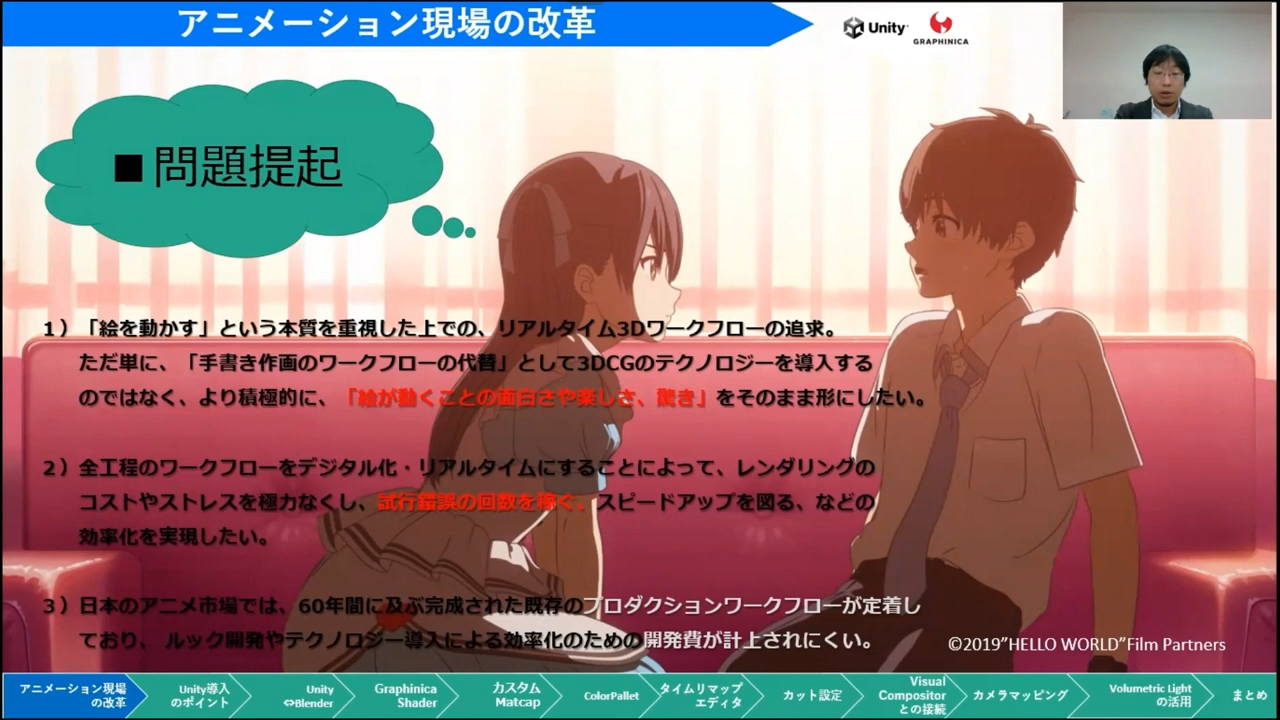 アニメーション現場の改革
Unity
GRAPHINICA
■問題提起
1）「絵を動かす」という本質を重視した上での、リアルタイム3Dワークフローの追求。
ただ単に、「手書き作画のワークフローの代替」として3DCGのテクノロジーを導入する
のではなく、より積極的に、「絵が動くことの面白さや楽しさ、驚き」をそのまま形にしたい。
2）全工程のワークフローをデジタル化・リアルタイムにすることによって、レンダリングの
コストやストレスを極力なくし、試行錯誤の回数を稼ぐ、スピードアップを図る、などの
効率化を実現したい。
3）日本のアニメ市場では、60年間に及ぶ完成された既存のプロダクションワークフローが定着し
ており、 ルック開発やテクノロジー導入による効率化のための開発費が計上されにくい。
©2019"HELLO WORLD"Film Partners
アニメーション現場
の改革
Unity導入
のポイント
Unity
⇔Blender
Graphinica
Shader
カスタム
Matcap
ColorPallet
タイムリマップ
エディタ
カット設定
Visual
Compositor
との接続
カメラマッピング
Volumetric Light
の活用
まとめ